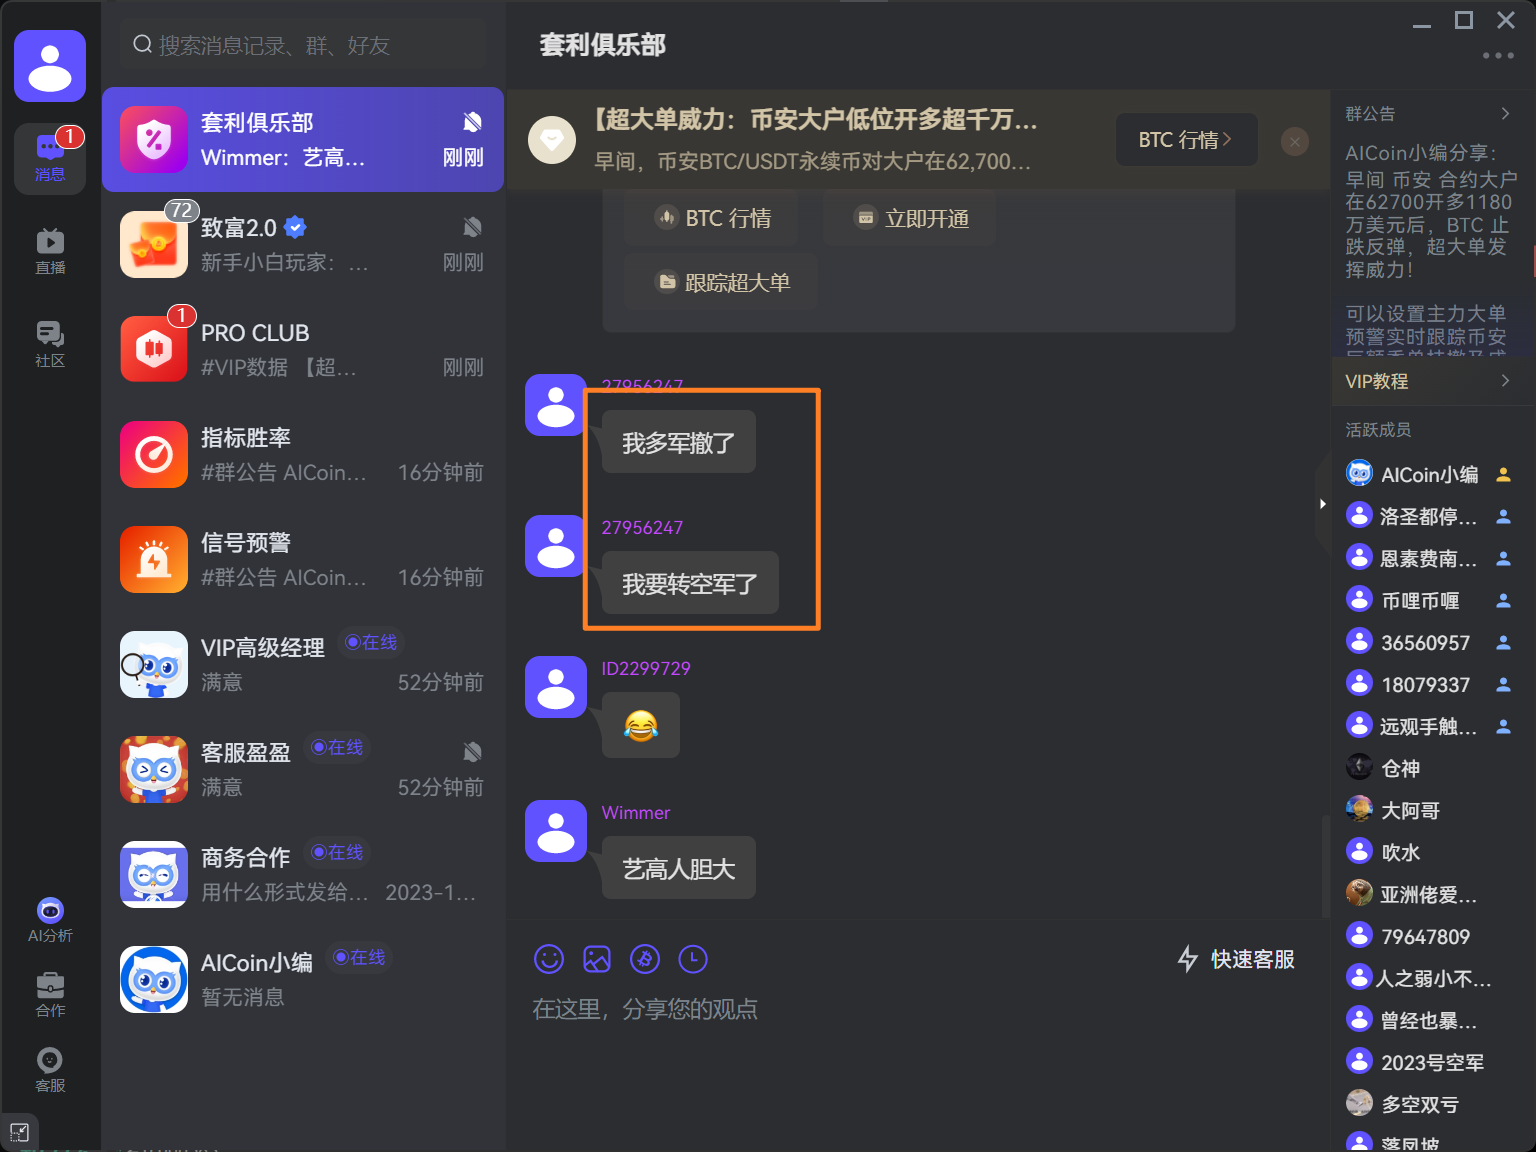 搜索消息记录、群、好友
1
消息
直播
社区
AI分析
合作
客服
套利俱乐部
Wimmer：艺高...
刚刚
72
致富2.0
新手小白玩家：...
刚刚
1
PRO CLUB
#VIP数据 【超...
刚刚
指标胜率
#群公告 AICoin...
16分钟前
信号预警
#群公告 AICoin...
16分钟前
VIP高级经理
在线
满意
52分钟前
客服盈盈
在线
满意
52分钟前
商务合作
在线
用什么形式发给...
2023-1...
AICoin小编
在线
暂无消息
套利俱乐部
【超大单威力：币安大户低位开多超千万...
早间，币安BTC/USDT永续币对大户在62,700...
BTC 行情
BTC 行情
立即开通
跟踪超大单
27956247
我多军撤了
27956247
我要转空军了
ID2299729
😂
Wimmer
艺高人胆大
快速客服
在这里，分享您的观点
群公告
AICoin小编分享：
早间 币安 合约大户
在62700开多1180
万美元后，BTC 止
跌反弹，超大单发
挥威力！
可以设置主力大单
预警实时跟踪币安
VIP教程
活跃成员
AICoin小编
洛圣都停...
恩素费南...
币哩币喱
36560957
18079337
远观手触...
仓神
大阿哥
吹水
亚洲佬爱...
79647809
人之弱小不...
曾经也暴...
2023号空军
多空双亏
落凤坡